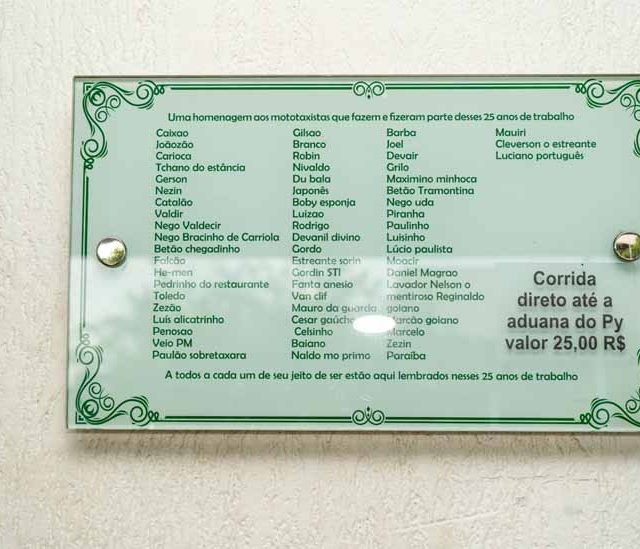 Uma homenagem aos mototaxistas que fazem e fizeram parte desses 25 anos de trabalho
Caixao
Joãozão
Carioca
Tchano do estância
Gerson
Nezin
Catalão
Valdir
Nego Valdecir
Nego Bracinho de Carriola
Betão chegadinho
Falcão
He-men
Pedrinho do restaurante
Toledo
Zezão
Luís alicatrinho
Penosao
Veio PM
Paulão sobretaxara
Gilsao
Branco
Robin
Nivaldo
Du bala
Japonês
Boby esponja
Luizao
Rodrigo
Devanil divino
Gordo
Estreante sorin
Gordin STI
Fanta anesio
Van clif
Mauro da guarda
Cesar gaúcho
Celsinho
Baiano
Naldo mo primo
Barba
Joel
Devair
Grilo
Maximino minhoca
Betão Tramontina
Nego uda
Piranha
Paulinho
Luisinho
Lúcio paulista
Moacir
Daniel Magrao
Lavador Nelson o
mentiroso Reginaldo
goiano
Marcão goiano
Marcelo
Zezin
Paraíba
Mauiri
Cleverson o estreante
Luciano português
Corrida
direto até a
aduana do Py
valor 25,00 R$
A todos a cada um de seu jeito de ser estão aqui lembrados nesses 25 anos de trabalho